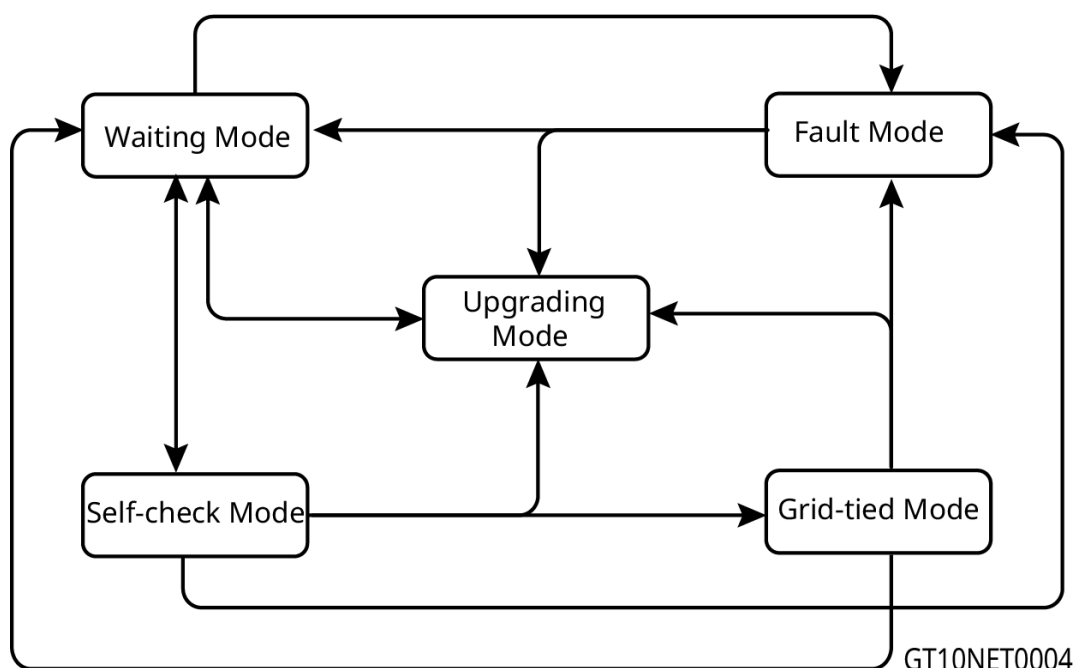 Waiting Mode
Fault Mode
Upgrading
Mode
Self-check Mode
Grid-tied Mode
GT10NET0004